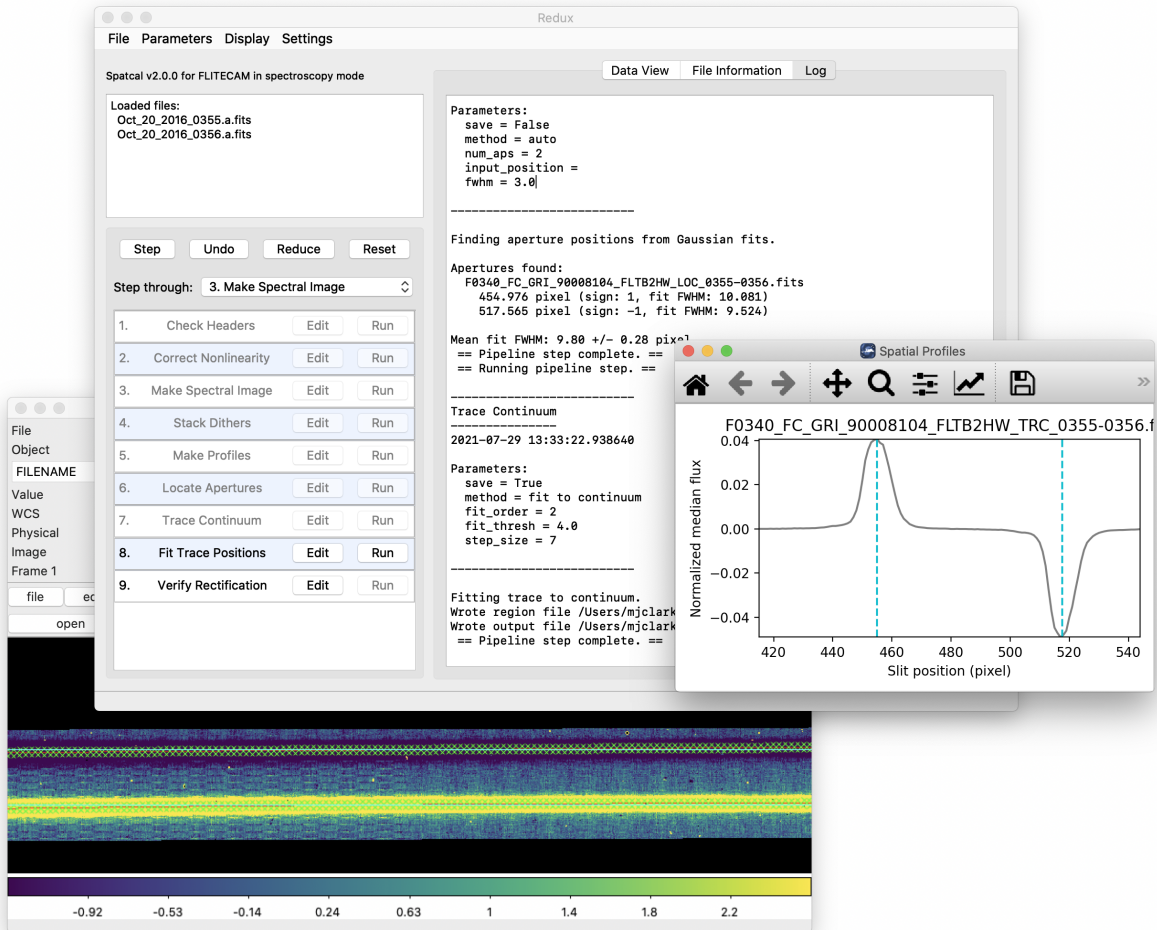 Redux
File Parameters Display Settings
Spatcal v2.0.0 for FLITECAM in spectroscopy mode
Loaded files:
Oct_20_2016_0355.a.fits
Oct_20_2016_0356.a.fits
Step Undo Reduce Reset
Step through: 3. Make Spectral Image
1. Check Headers Edit Run
2. Correct Nonlinearity Edit Run
3. Make Spectral Image Edit Run
4. Stack Dithers Edit Run
5. Make Profiles Edit Run
6. Locate Apertures Edit Run
7. Trace Continuum Edit Run
8. Fit Trace Positions Edit Run
9. Verify Rectification Edit Run
Data View File Information Log
Parameters:
save = False
method = auto
num_aps = 2
input_position =
fwhm = 3.0
--------------------------
Finding aperture positions from Gaussian fits.
Apertures found:
F0340_FC_GRI_90008104_FLTB2HW_LOC_0355-0356.fits
454.976 pixel (sign: 1, fit FWHM: 10.081)
517.565 pixel (sign: -1, fit FWHM: 9.524)
Mean fit FWHM: 9.80 +/- 0.28 pixel
== Pipeline step complete. ==
== Running pipeline step. ==
--------------------------
Trace Continuum
---------------
2021-07-29 13:33:22.938640
Parameters:
save = True
method = fit to continuum
fit_order = 2
fit_thresh = 4.0
step_size = 7
--------------------------
Fitting trace to continuum.
Wrote region file /Users/mjclark
Wrote output file /Users/mjclark
== Pipeline step complete. ==
Spatial Profiles
»
F0340_FC_GRI_90008104_FLTB2HW_TRC_0355-0356.f
Normalized median flux
0.04
0.02
0.00
−0.02
−0.04
420 440 460 480 500 520 540
Slit position (pixel)
File
Object
FILENAME
Value
WCS
Physical
Image
Frame 1
file
open
-0.92 -0.53 -0.14 0.24 0.63 1 1.4 1.8 2.2